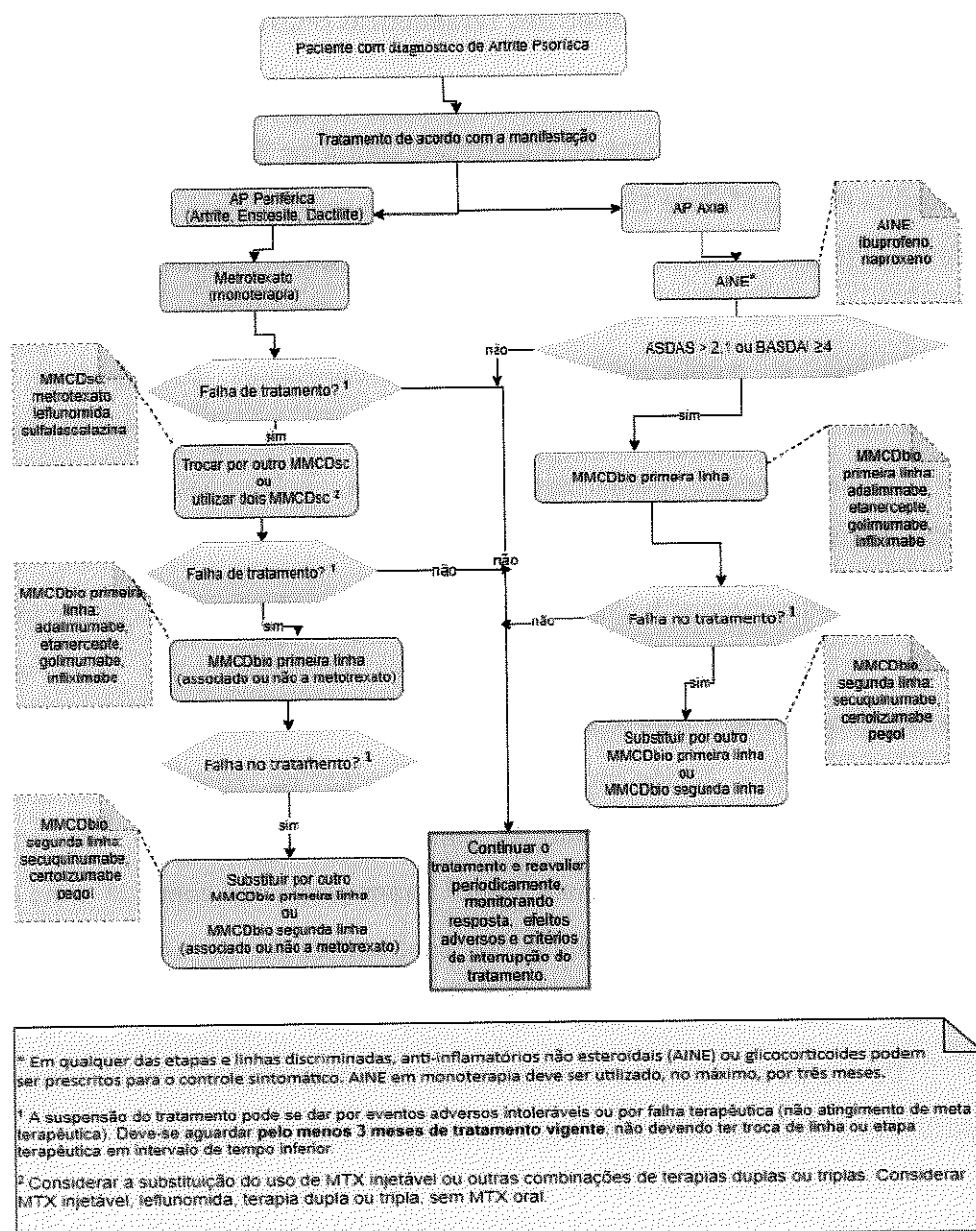 Paciente com diagnóstico de Artrite Psoríaca
Tratamento de acordo com a manifestação
AP Periférica
(Artrite, Enstesite, Dactilite)
AP Axial
AINE
ibuprofeno,
naproxeno
Metrotexato
(monoterapia)
AINE*
não
ASDAS > 2,1 ou BASDAI ≥4
MMCDsc:
metrotexato
leflunomida,
sulfalassalazina
Falha de tratamento? ¹
sim
sim
Trocar por outro MMCDsc
ou
utilizar dois MMCDsc ²
MMCDbio primeira linha
MMCDbio
primeira linha:
adalimmabe,
etanercepte,
golimumabe,
infliximabe
Falha de tratamento? ¹
não
não
MMCDbio primeira
linha:
adalimumabe,
etanercepte,
golimumabe,
infliximabe
sim
MMCDbio primeira linha
(associado ou não a metotrexato)
não
Falha no tratamento? ¹
sim
MMCDbio
segunda linha:
secuquinumabe,
certolizumabe
pegol
Falha no tratamento? ¹
Substituir por outro
MMCDbio primeira linha
ou
MMCDbio segunda linha
sim
MMCDbio
segunda linha:
secuquinumabe,
certolizumabe
pegol
Substituir por outro
MMCDbio primeira linha
ou
MMCDbio segunda linha
(associado ou não a metotrexato)
Continuar o
tratamento e reavaliar
periodicamente,
monitorando
resposta, efeitos
adversos e critérios
de interrupção do
tratamento.
* Em qualquer das etapas e linhas discriminadas, anti-inflamatórios não esteroidais (AINE) ou glicocorticoides podem
ser prescritos para o controle sintomático. AINE em monoterapia deve ser utilizado, no máximo, por três meses.
¹ A suspensão do tratamento pode se dar por eventos adversos intoleráveis ou por falha terapêutica (não atingimento de meta
terapêutica). Deve-se aguardar pelo menos 3 meses de tratamento vigente, não devendo ter troca de linha ou etapa
terapêutica em intervalo de tempo inferior.
² Considerar a substituição do uso de MTX injetável ou outras combinações de terapias duplas ou triplas. Considerar
MTX injetável, leflunomida, terapia dupla ou tripla, sem MTX oral.